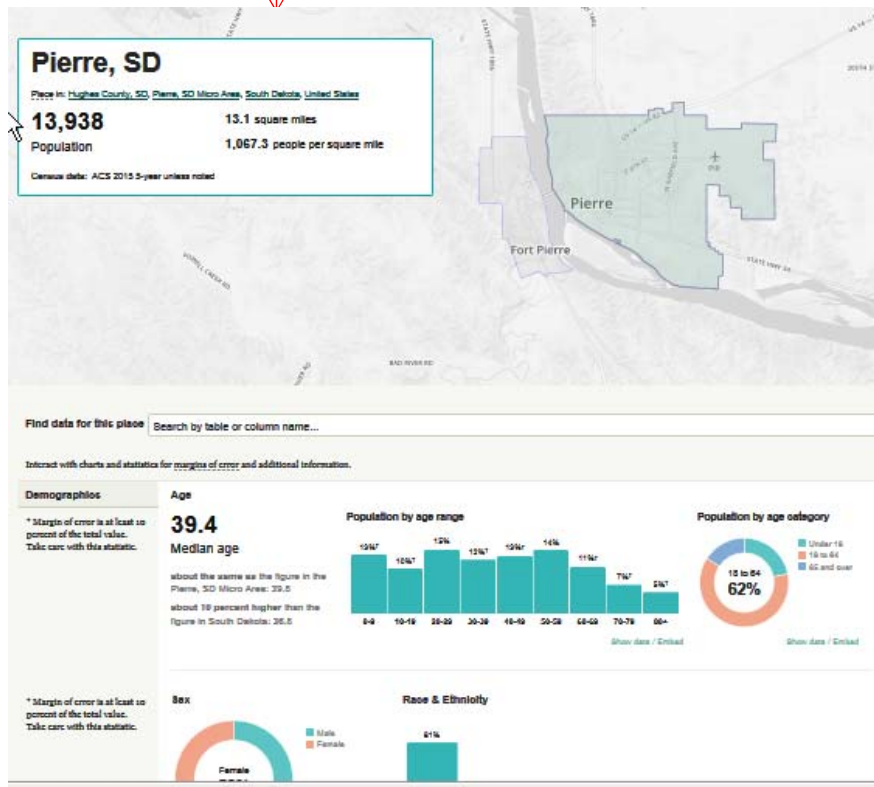 Pierre, SD
Place in: Hughes County, SD, Pierre, SD Micro Area, South Dakota, United States
13,938
Population
13.1 square miles
1,067.3 people per square mile
Census data: ACS 2015 5-year unless noted
Pierre
Fort Pierre
STATE HWY 34
BAD RIVER RD
Find data for this place
Search by table or column name...
Interact with charts and statistics for margins of error and additional information.
Demographics
* Margin of error is at least 10
percent of the total value.
Take care with this statistic.
Age
39.4
Median age
about the same as the figure in the
Pierre, SD Micro Area: 39.5
about 10 percent higher than the
figure in South Dakota: 36.8
Population by age range
15%
14%
0-9 10-19 20-29 30-39 40-49 50-59 60-69 70-79 80+
Show data / Embed
Population by age category
18 to 64
62%
Under 18
18 to 64
65 and over
Show data / Embed
* Margin of error is at least 10
percent of the total value.
Take care with this statistic.
Sex
Male
Female
Female
Race & Ethnicity